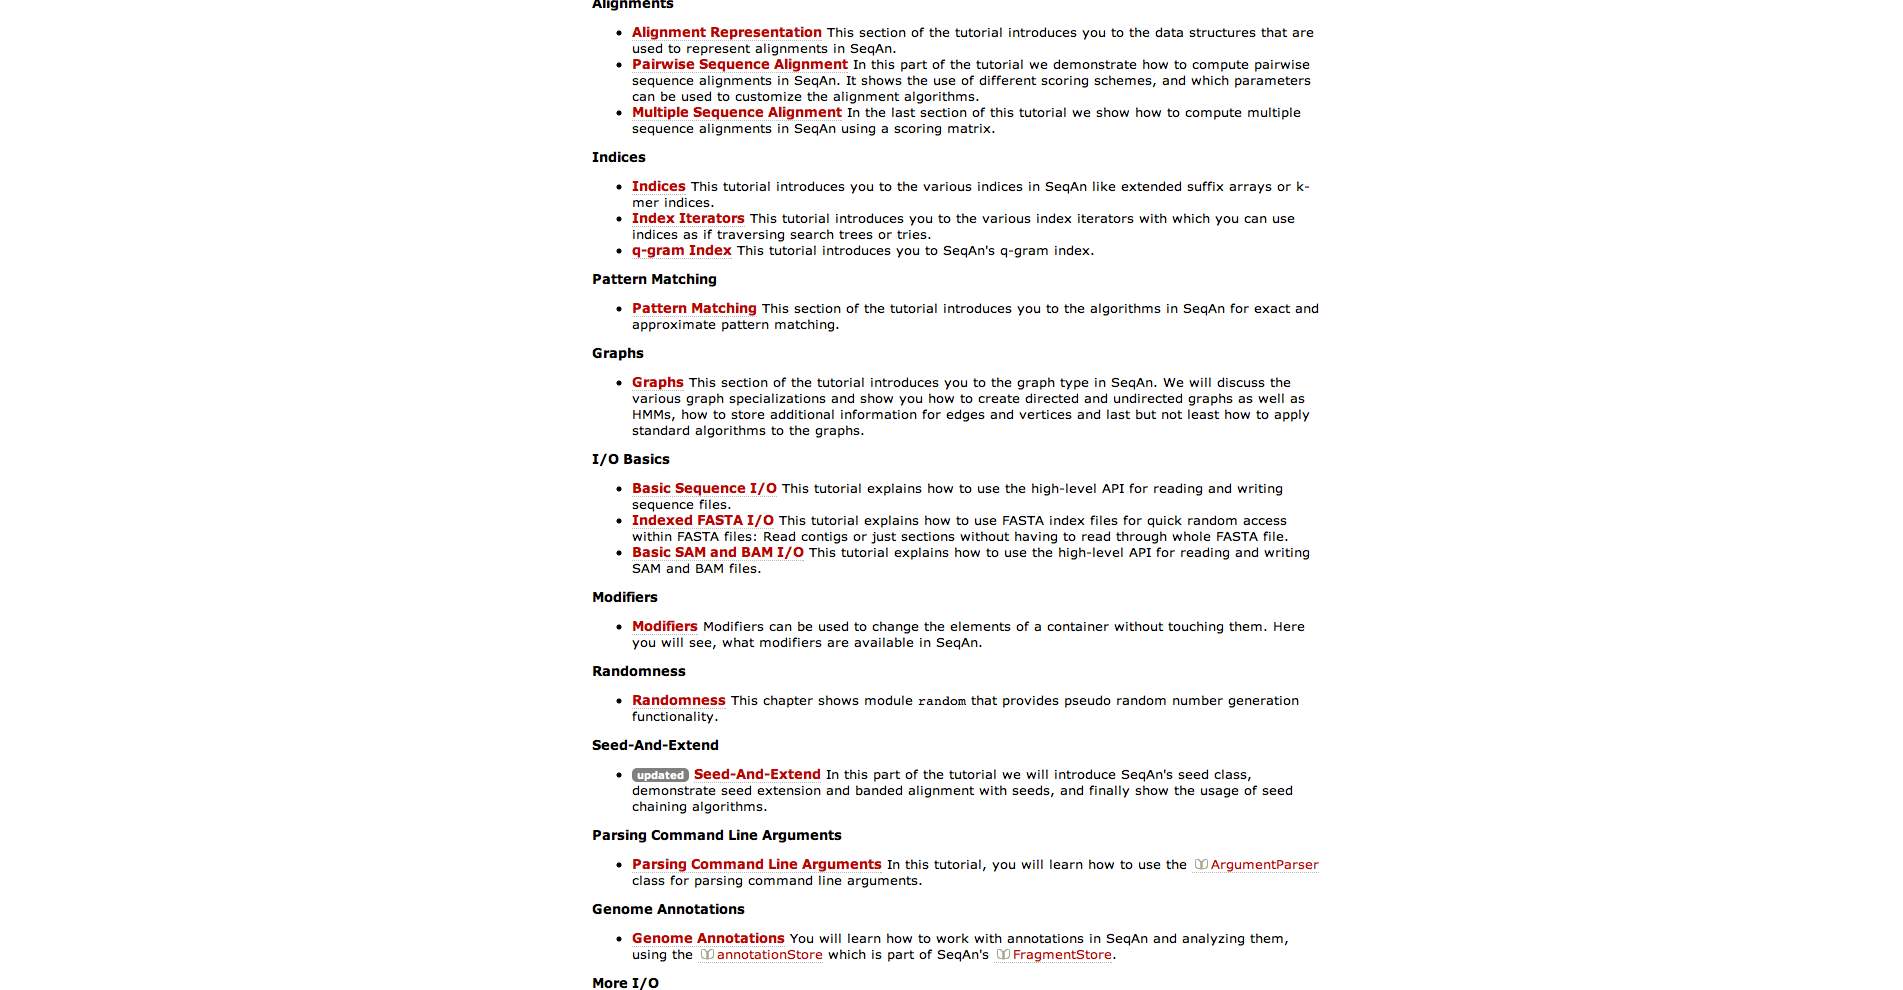 Alignments
Alignment Representation This section of the tutorial introduces you to the data structures that are
used to represent alignments in SeqAn.
Pairwise Sequence Alignment In this part of the tutorial we demonstrate how to compute pairwise
sequence alignments in SeqAn. It shows the use of different scoring schemes, and which parameters
can be used to customize the alignment algorithms.
Multiple Sequence Alignment In the last section of this tutorial we show how to compute multiple
sequence alignments in SeqAn using a scoring matrix.
Indices
Indices This tutorial introduces you to the various indices in SeqAn like extended suffix arrays or k-
mer indices.
Index Iterators This tutorial introduces you to the various index iterators with which you can use
indices as if traversing search trees or tries.
q-gram Index This tutorial introduces you to SeqAn's q-gram index.
Pattern Matching
Pattern Matching This section of the tutorial introduces you to the algorithms in SeqAn for exact and
approximate pattern matching.
Graphs
Graphs This section of the tutorial introduces you to the graph type in SeqAn. We will discuss the
various graph specializations and show you how to create directed and undirected graphs as well as
HMMs, how to store additional information for edges and vertices and last but not least how to apply
standard algorithms to the graphs.
I/O Basics
Basic Sequence I/O This tutorial explains how to use the high-level API for reading and writing
sequence files.
Indexed FASTA I/O This tutorial explains how to use FASTA index files for quick random access
within FASTA files: Read contigs or just sections without having to read through whole FASTA file.
Basic SAM and BAM I/O This tutorial explains how to use the high-level API for reading and writing
SAM and BAM files.
Modifiers
Modifiers Modifiers can be used to change the elements of a container without touching them. Here
you will see, what modifiers are available in SeqAn.
Randomness
Randomness This chapter shows module random that provides pseudo random number generation
functionality.
Seed-And-Extend
updated Seed-And-Extend In this part of the tutorial we will introduce SeqAn's seed class,
demonstrate seed extension and banded alignment with seeds, and finally show the usage of seed
chaining algorithms.
Parsing Command Line Arguments
Parsing Command Line Arguments In this tutorial, you will learn how to use the ArgumentParser
class for parsing command line arguments.
Genome Annotations
Genome Annotations You will learn how to work with annotations in SeqAn and analyzing them,
using the annotationStore which is part of SeqAn's FragmentStore.
More I/O